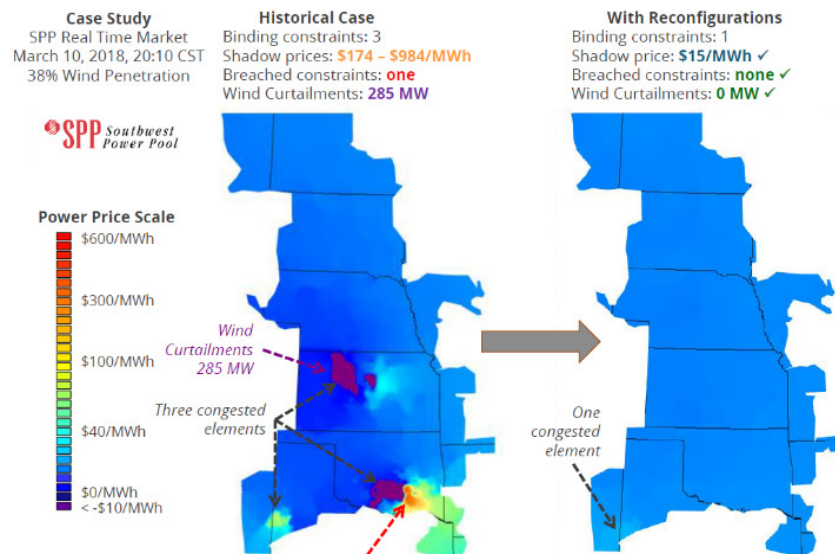 Case Study
SPP Real Time Market
March 10, 2018, 20:10 CST
38% Wind Penetration
SPP Southwest
Power Pool
Historical Case
Binding constraints: 3
Shadow prices: $174 – $984/MWh
Breached constraints: one
Wind Curtailments: 285 MW
With Reconfigurations
Binding constraints: 1
Shadow price: $15/MWh ✓
Breached constraints: none ✓
Wind Curtailments: 0 MW ✓
Power Price Scale
$600/MWh
$300/MWh
$100/MWh
$40/MWh
$0/MWh
< -$10/MWh
Wind
Curtailments
285 MW
Three congested
elements
One
congested
element